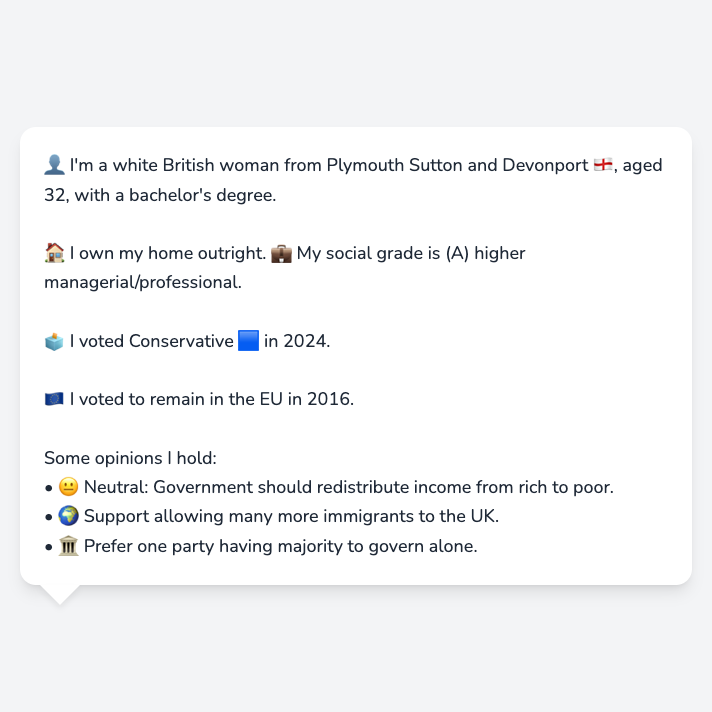 👤 I'm a white British woman from Plymouth Sutton and Devonport 🏴󠁧󠁢󠁥󠁮󠁧󠁿, aged
32, with a bachelor's degree.
🏠 I own my home outright. 💼 My social grade is (A) higher
managerial/professional.
🗳️ I voted Conservative 🟦 in 2024.
🇪🇺 I voted to remain in the EU in 2016.
Some opinions I hold:
• 😐 Neutral: Government should redistribute income from rich to poor.
• 🌍 Support allowing many more immigrants to the UK.
• 🏛️ Prefer one party having majority to govern alone.